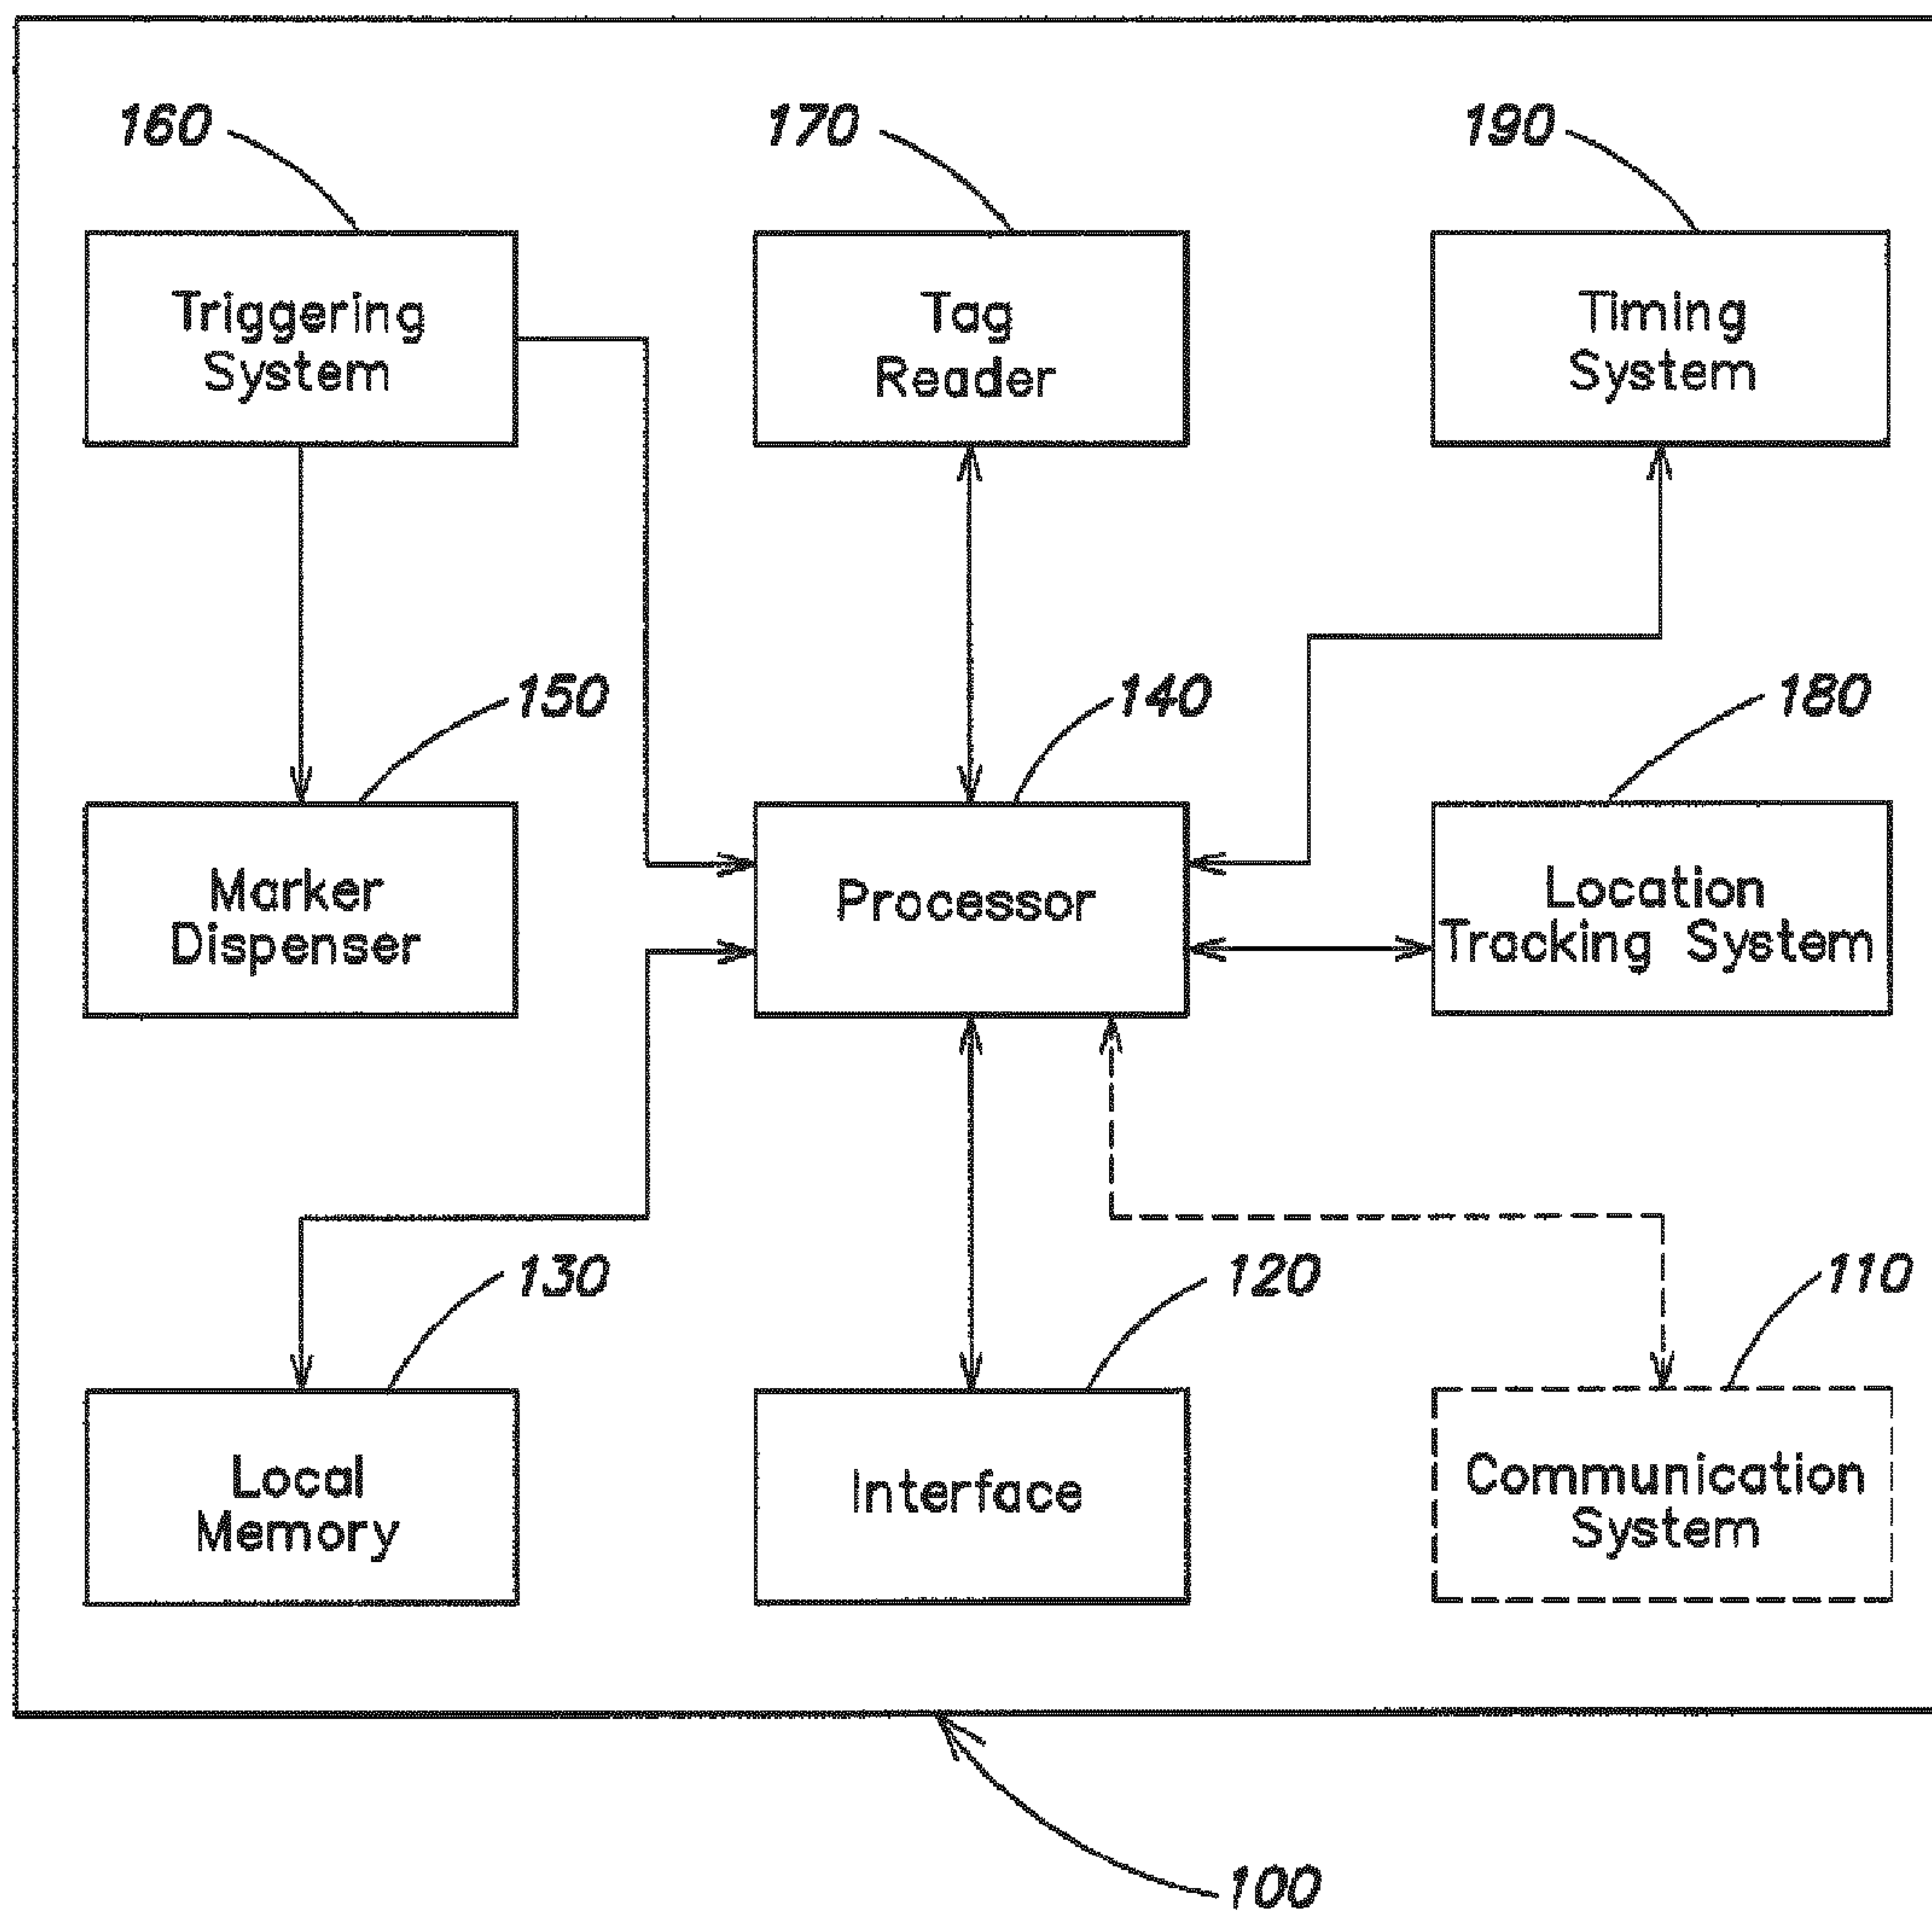 160
170
190
Triggering
System
Tag
Reader
Timing
System
150
140
180
Marker
Dispenser
Processor
Location
Tracking System
130
120
110
Local
Memory
Interface
Communication
System
100